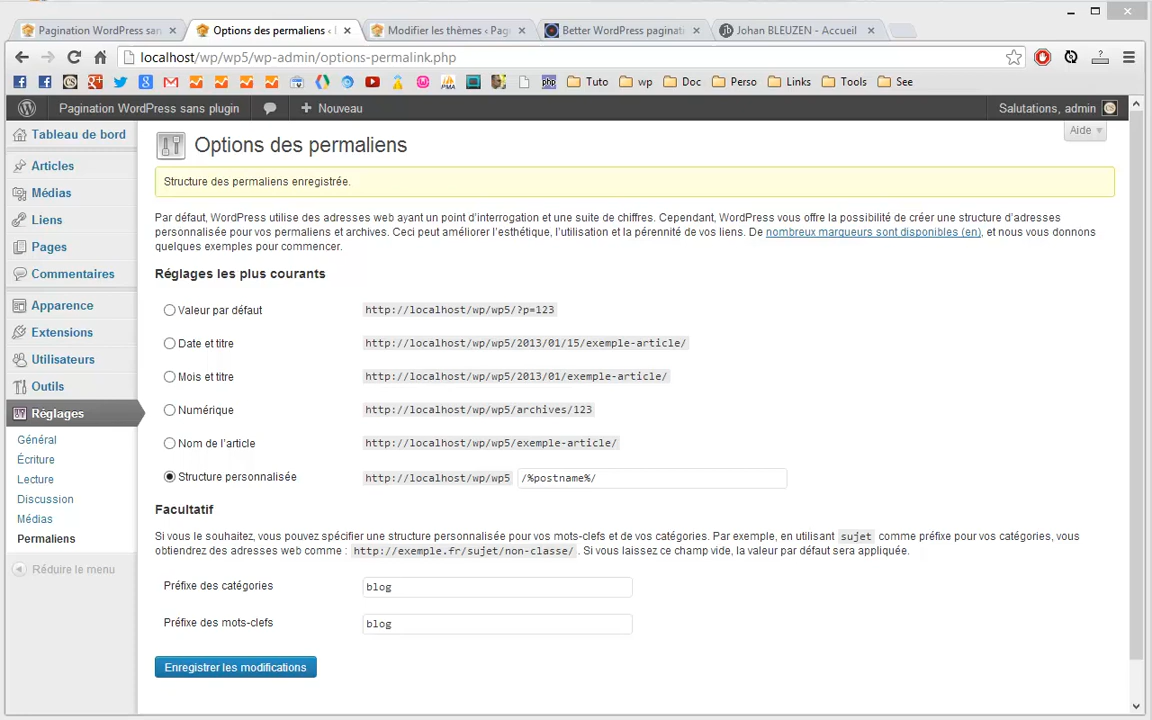 Pagination WordPress san
Options des permaliens ‹
Modifier les thèmes ‹ Pag
Better WordPress paginati
Johan BLEUZEN - Accueil
localhost/wp/wp5/wp-admin/options-permalink.php
Tuto
wp
Doc
Perso
Links
Tools
See
Pagination WordPress sans plugin
Nouveau
Salutations, admin
Aide
Tableau de bord
Articles
Médias
Liens
Pages
Commentaires
Apparence
Extensions
Utilisateurs
Outils
Réglages
Général
Écriture
Lecture
Discussion
Médias
Permaliens
Réduire le menu
Options des permaliens
Structure des permaliens enregistrée.
Par défaut, WordPress utilise des adresses web ayant un point d’interrogation et une suite de chiffres. Cependant, WordPress vous offre la possibilité de créer une structure d’adresses
personnalisée pour vos permaliens et archives. Ceci peut améliorer l’esthétique, l’utilisation et la pérennité de vos liens. De nombreux marqueurs sont disponibles (en), et nous vous donnons
quelques exemples pour commencer.
Réglages les plus courants
Valeur par défaut http://localhost/wp/wp5/?p=123
Date et titre http://localhost/wp/wp5/2013/01/15/exemple-article/
Mois et titre http://localhost/wp/wp5/2013/01/exemple-article/
Numérique http://localhost/wp/wp5/archives/123
Nom de l’article http://localhost/wp/wp5/exemple-article/
Structure personnalisée http://localhost/wp/wp5 /%postname%/
Facultatif
Si vous le souhaitez, vous pouvez spécifier une structure personnalisée pour vos mots-clefs et de vos catégories. Par exemple, en utilisant sujet comme préfixe pour vos catégories, vous
obtiendrez des adresses web comme : http://exemple.fr/sujet/non-classe/ . Si vous laissez ce champ vide, la valeur par défaut sera appliquée.
Préfixe des catégories blog
Préfixe des mots-clefs blog
Enregistrer les modifications